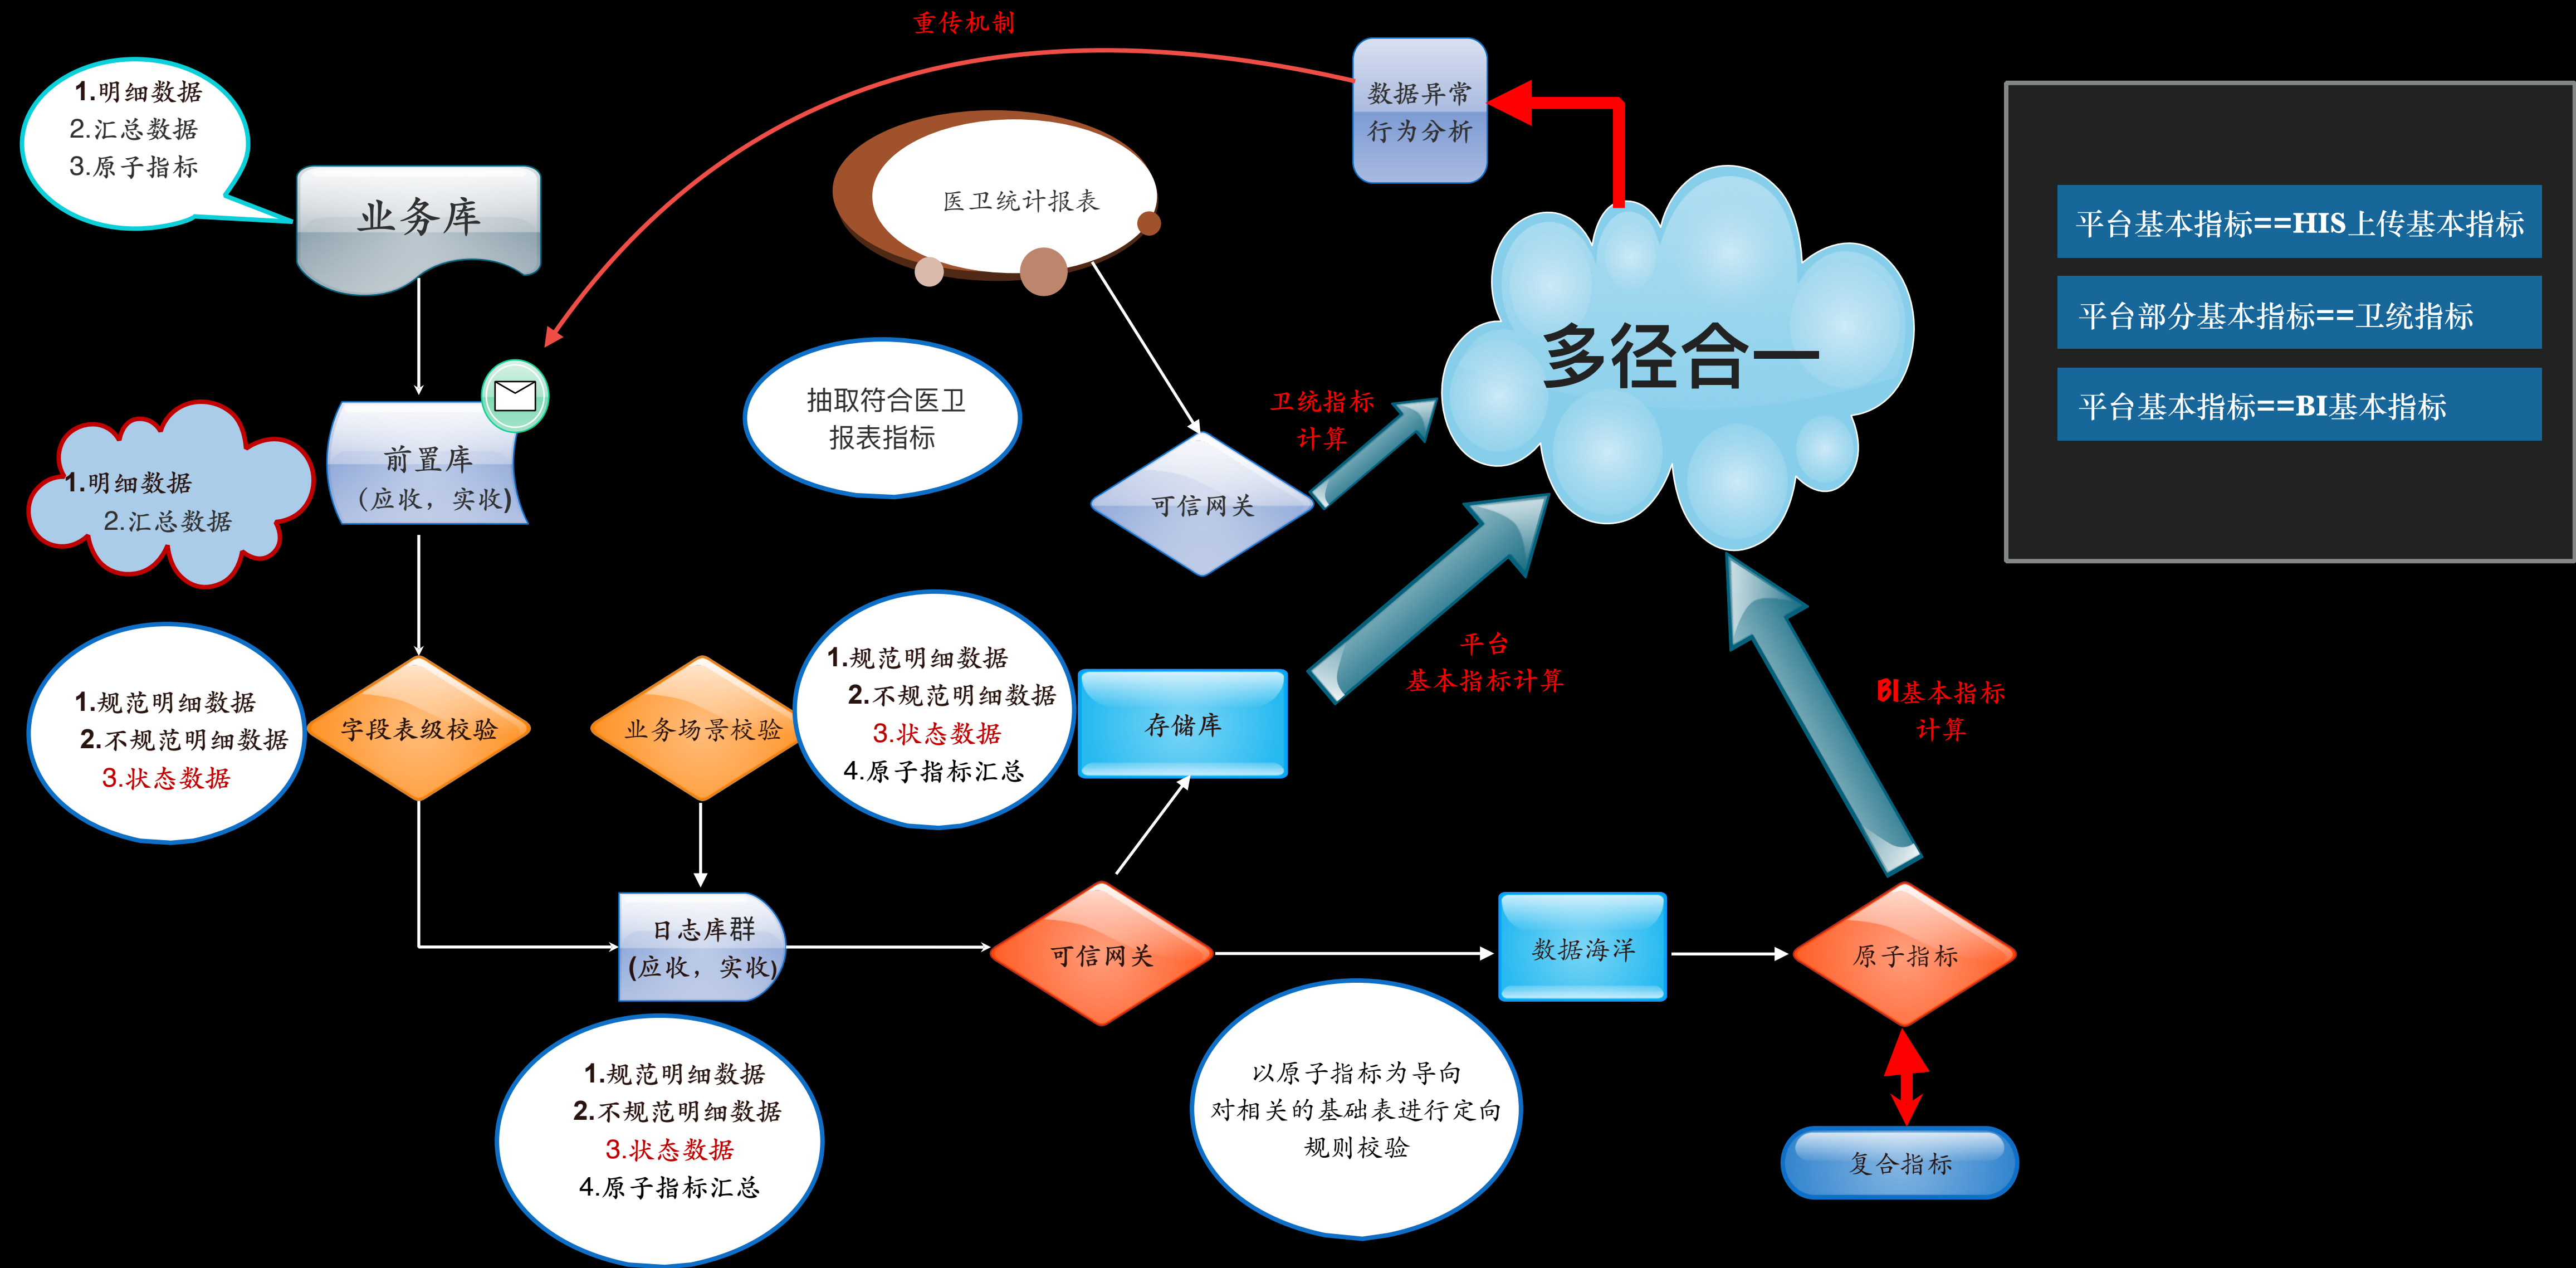 重传机制
1.明细数据
2.汇总数据
3.原子指标
业务库
医卫统计报表
数据异常
行为分析
平台基本指标==HIS上传基本指标
平台部分基本指标==卫统指标
平台基本指标==BI基本指标
多径合一
抽取符合医卫
报表指标
卫统指标
计算
可信网关
前置库
（应收，实收)
1.明细数据
2.汇总数据
1.规范明细数据
2.不规范明细数据
3.状态数据
字段表级校验
业务场景校验
1.规范明细数据
2.不规范明细数据
3.状态数据
4.原子指标汇总
存储库
平台
基本指标计算
BI基本指标
计算
日志库群
(应收，实收)
可信网关
数据海洋
原子指标
1.规范明细数据
2.不规范明细数据
3.状态数据
4.原子指标汇总
以原子指标为导向
对相关的基础表进行定向
规则校验
复合指标